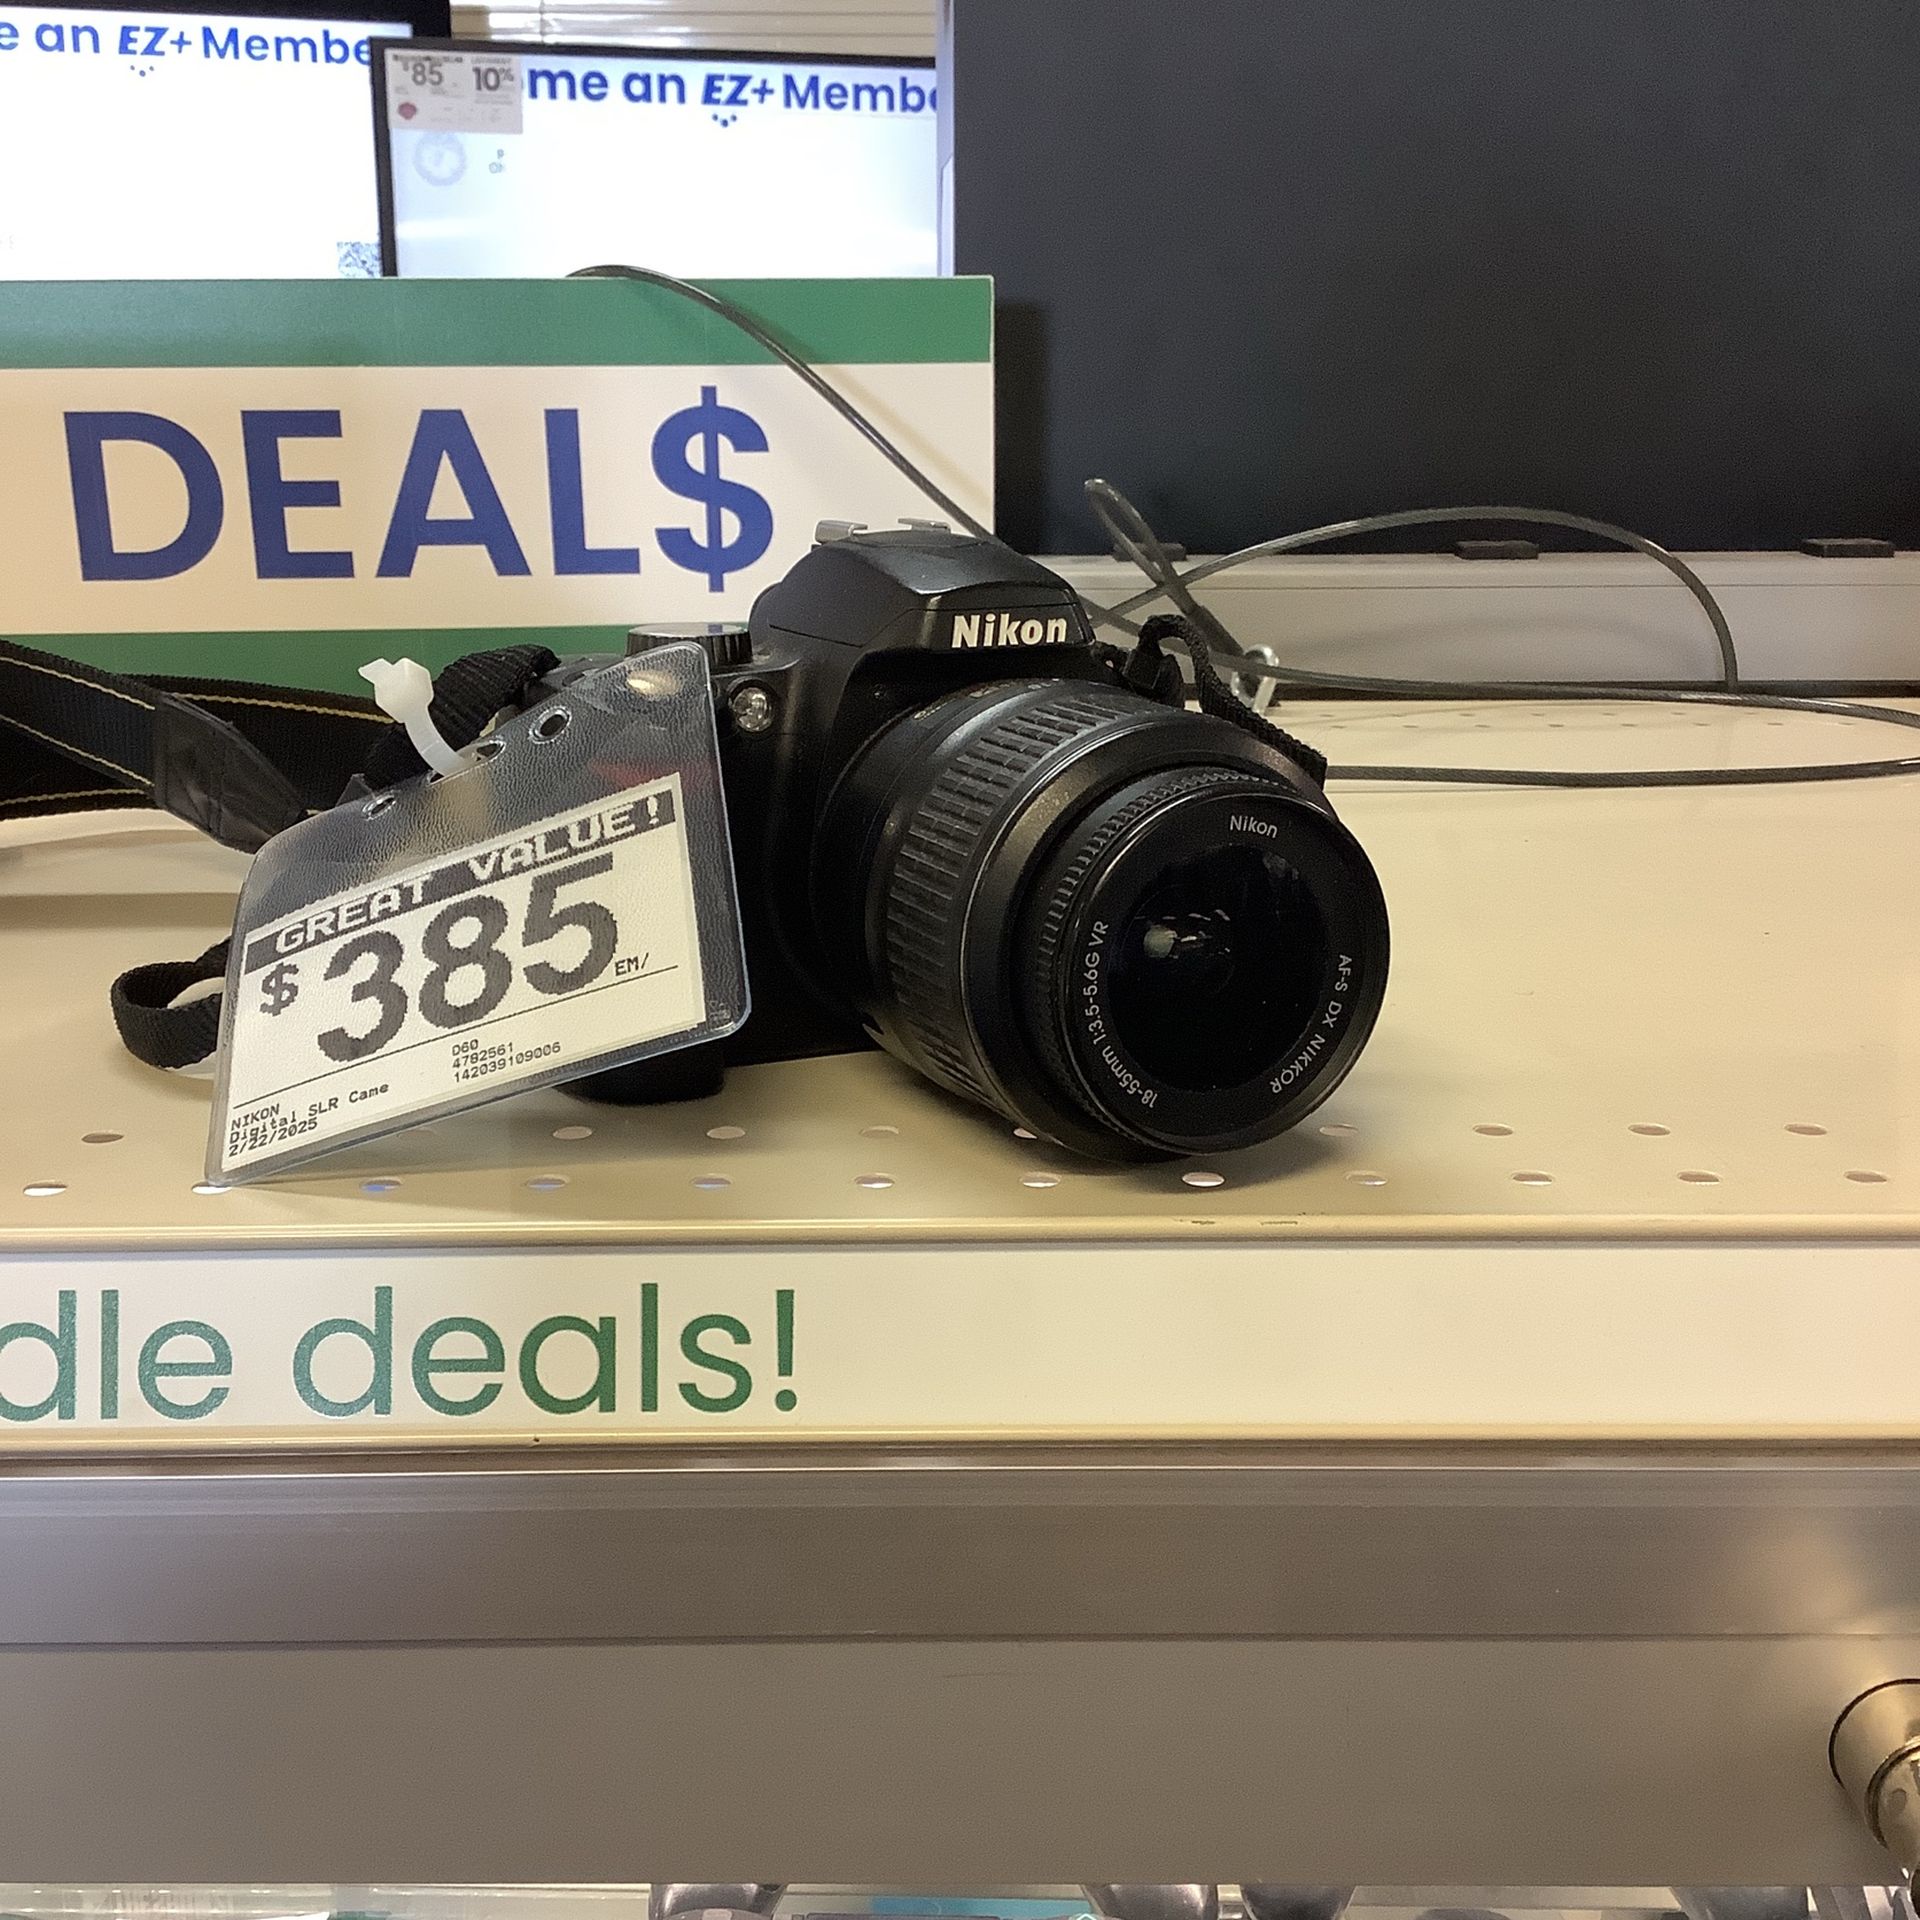 e an EZ+ Membe
$85
10%
ome an EZ+ Membe
DEAL$
Nikon
Nikon
18-55mm 1:3.5-5.6G VR
AF-S DX NIKKOR
GREAT VALUE!
$385 EM/
D60
4782561
142039109006
NIKON
Digital SLR Came
2/22/2025
dle deals!